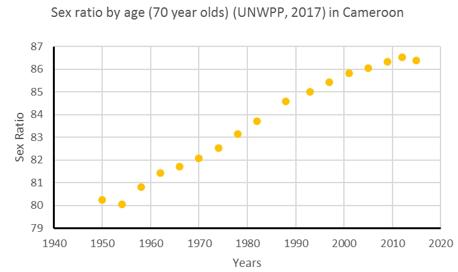 Sex ratio by age (70 year olds) (UNWPP, 2017) in Cameroon
87
86
85
84
83
82
81
80
79
Sex Ratio
1940 1950 1960 1970 1980 1990 2000 2010 2020
Years